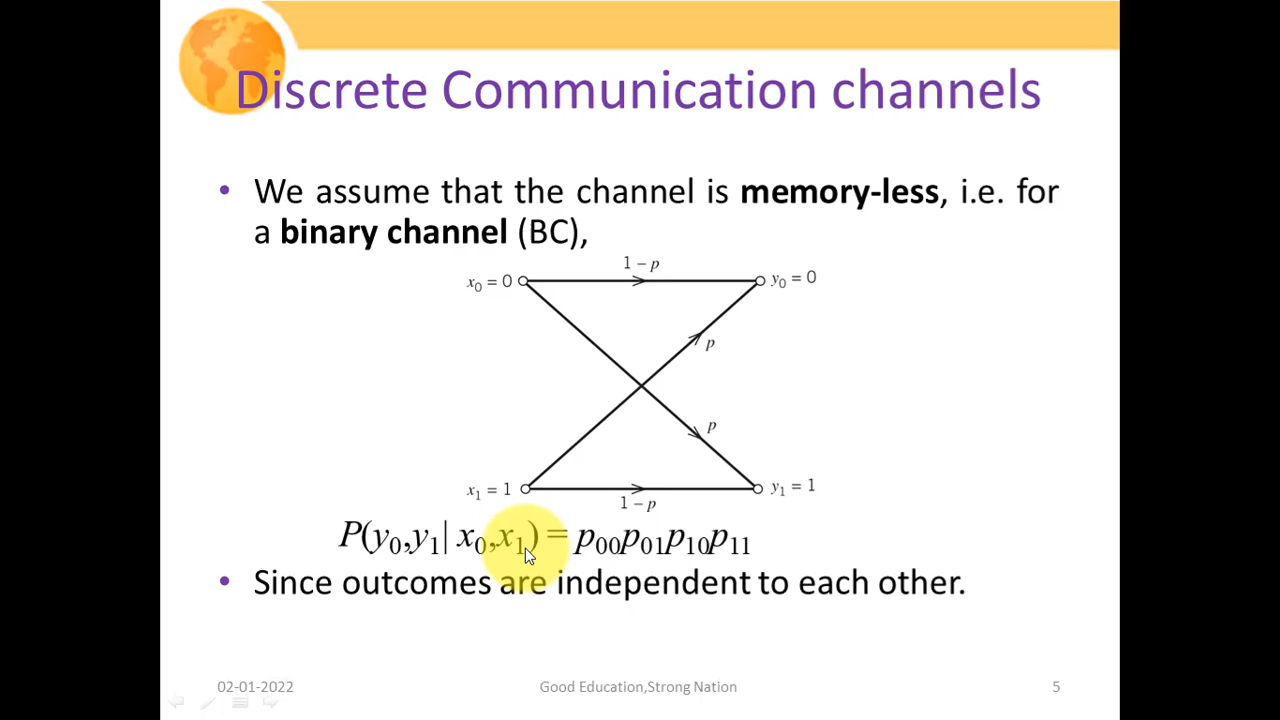 Discrete Communication channels
• We assume that the channel is memory-less, i.e. for
a binary channel (BC),
1 – p
x₀ = 0
y₀ = 0
p
p
x₁ = 1
y₁ = 1
1 – p
P(y₀,y₁| x₀,x₁) = p₀₀p₀₁p₁₀p₁₁
• Since outcomes are independent to each other.
02-01-2022
Good Education,Strong Nation
5